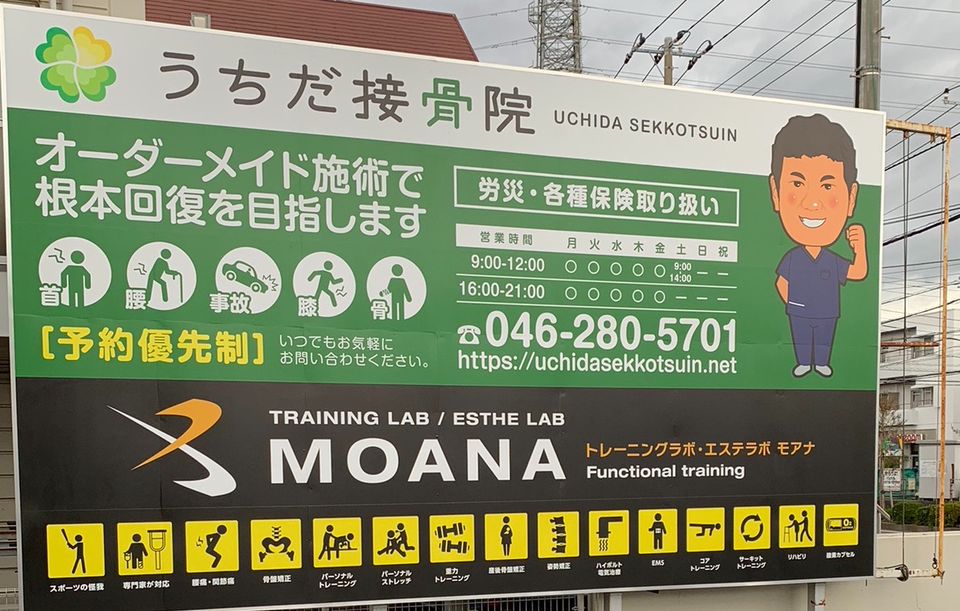 うちだ接骨院 UCHIDA SEKKOTSUIN
オーダーメイド施術で
根本回復を目指します
首 腰 事故 膝 骨
[予約優先制] いつでもお気軽に
お問い合わせください。
労災・各種保険取り扱い
営業時間 月 火 水 木 金 土 日 祝
9:00-12:00 ○ ○ ○ ○ ○ 9:00 14:00 — —
16:00-21:00 ○ ○ ○ ○ ○ — — —
☎046-280-5701
https://uchidasekkotsuin.net
TRAINING LAB / ESTHE LAB
MOANA
トレーニングラボ・エステラボ モアナ
Functional training
スポーツの怪我
専門家が対応
腰痛・関節痛
骨盤矯正
パーソナル
トレーニング
パーソナル
ストレッチ
重力
トレーニング
産後骨盤矯正
姿勢矯正
ハイボルト
電気治療
EMS
コア
トレーニング
サーキット
トレーニング
リハビリ
O2
酸素カプセル